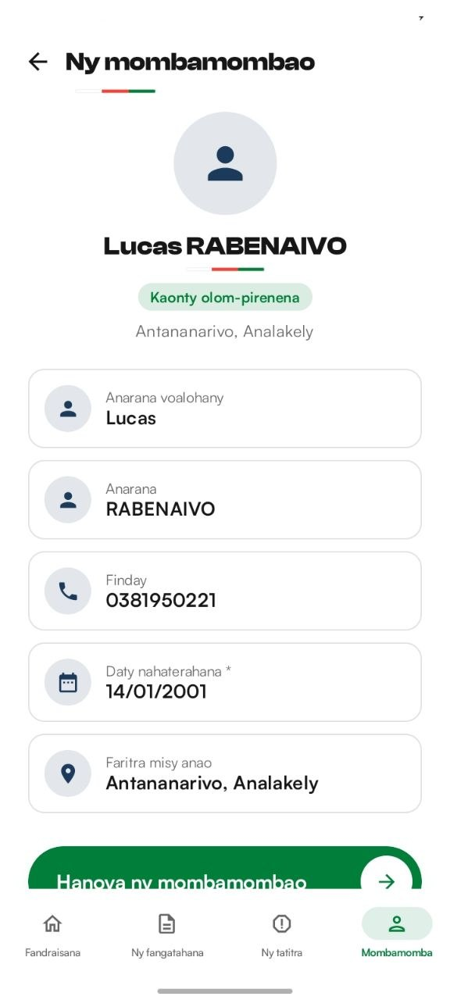 Ny mombamombao
Lucas RABENAIVO
Kaonty olom-pirenena
Antananarivo, Analakely
Anarana voalohany
Lucas
Anarana
RABENAIVO
Finday
0381950221
Daty nahaterahana *
14/01/2001
Faritra misy anao
Antananarivo, Analakely
Hanova ny mombamombao
Fandraisana
Ny fangatahana
Ny tatitra
Mombamomba